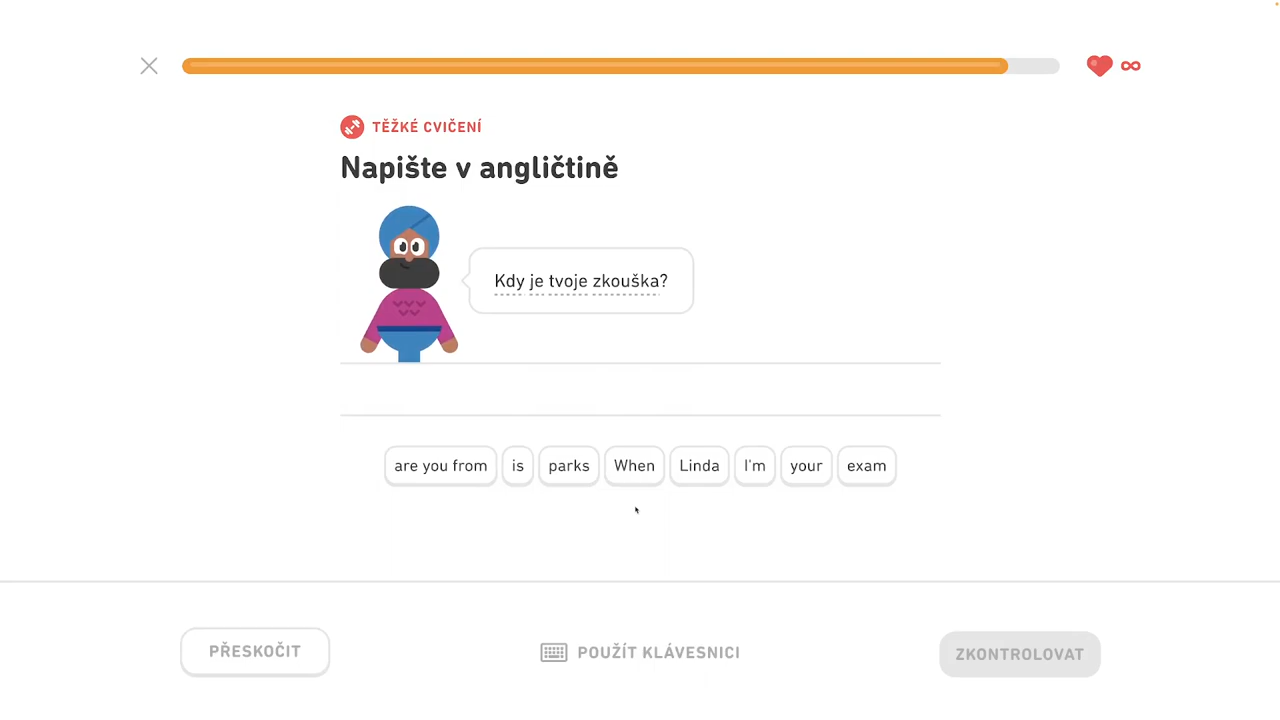 TĚŽKÉ CVIČENÍ
Napište v angličtině
Kdy je tvoje zkouška?
are you from is parks When Linda I'm your exam
PŘESKOČIT POUŽÍT KLÁVESNICI ZKONTROLOVAT